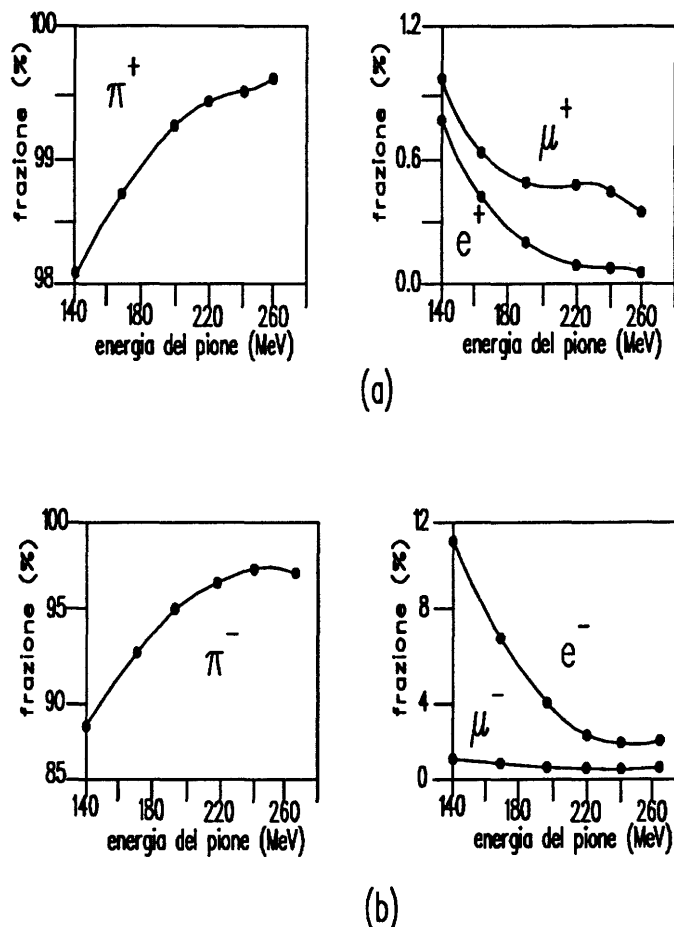 100
99
98
frazione (%)
π+
140 180 220 260
energia del pione (MeV)
1.2
0.6
0.0
frazione (%)
μ+
e+
140 180 220 260
energia del pione (MeV)
(a)
100
95
90
85
frazione (%)
π-
140 180 220 260
energia del pione (MeV)
12
8
4
0
frazione (%)
e-
μ-
140 180 220 260
energia del pione (MeV)
(b)